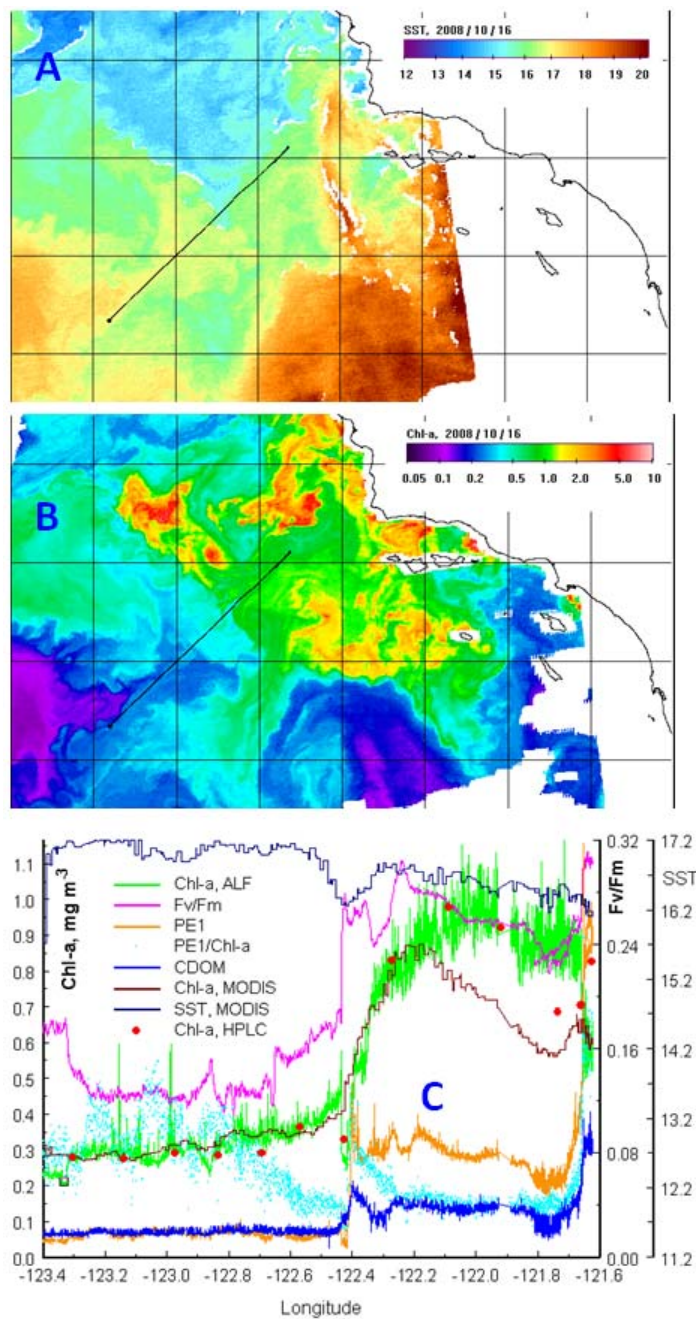 A
SST, 2008/10/16
12 13 14 15 16 17 18 19 20
B
Chl-a, 2008/10/16
0.05 0.1 0.2 0.5 1.0 2.0 5.0 10
C
Chl-a, mg m³
1.1
1.0
0.9
0.8
0.7
0.6
0.5
0.4
0.3
0.2
0.1
0.0
Chl-a, ALF
Fv/Fm
PE1
PE1/Chl-a
CDOM
Chl-a, MODIS
SST, MODIS
Chl-a, HPLC
Fv/Fm
0.32
0.24
0.16
0.08
0.00
SST
17.2
16.2
15.2
14.2
13.2
12.2
11.2
-123.4 -123.2 -123.0 -122.8 -122.6 -122.4 -122.2 -122.0 -121.8 -121.6
Longitude